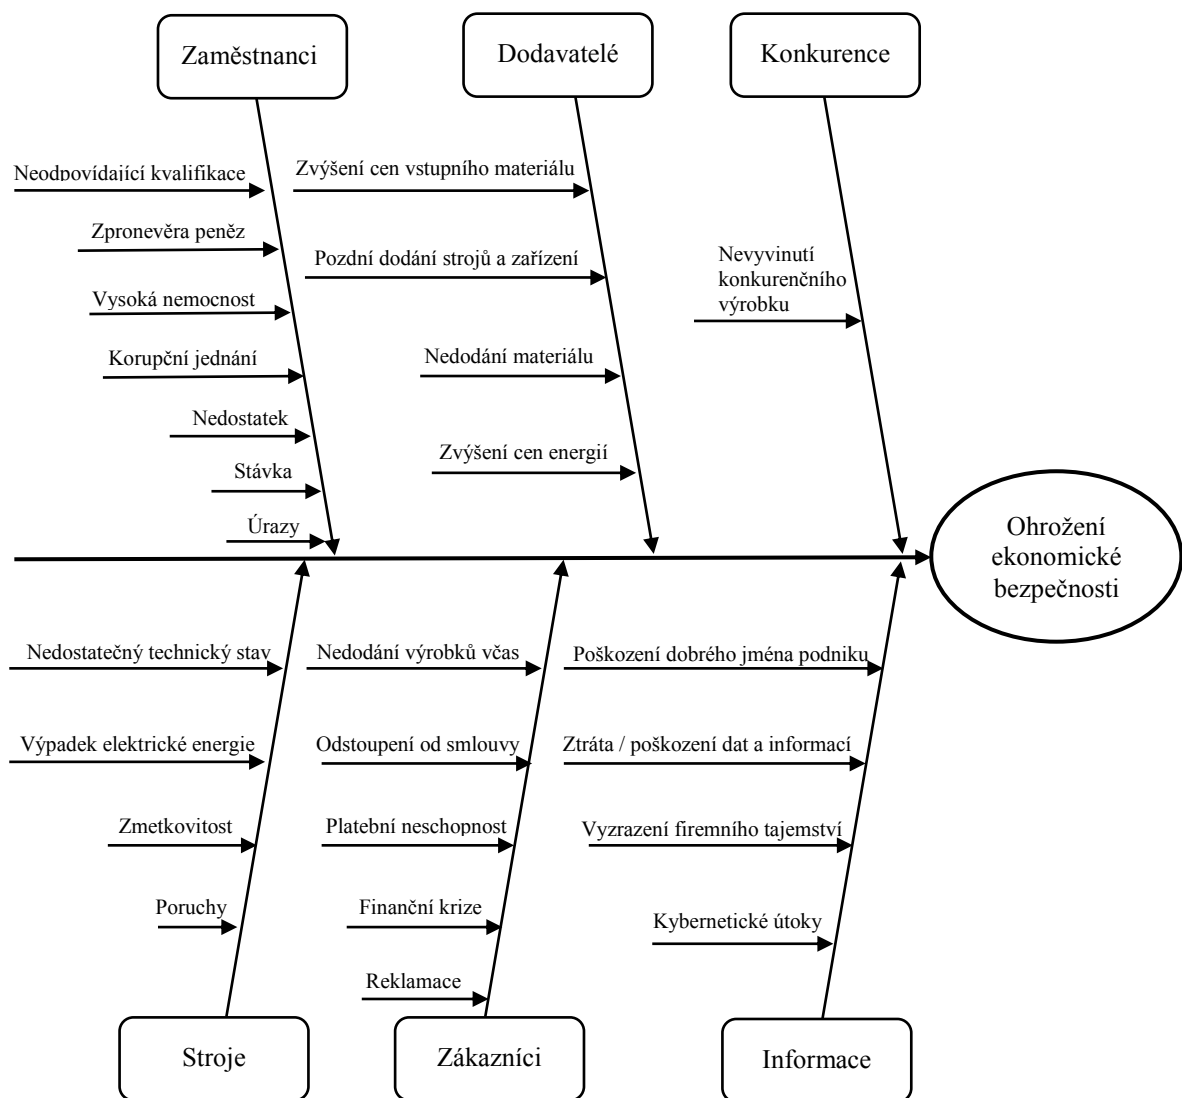 Zaměstnanci
Dodavatelé
Konkurence
Neodpovídající kvalifikace
Zpronevěra peněz
Vysoká nemocnost
Korupční jednání
Nedostatek
Stávka
Úrazy
Zvýšení cen vstupního materiálu
Pozdní dodání strojů a zařízení
Nedodání materiálu
Zvýšení cen energií
Nevyvinutí
konkurenčního
výrobku
Ohrožení
ekonomické
bezpečnosti
Nedostatečný technický stav
Výpadek elektrické energie
Zmetkovitost
Poruchy
Nedodání výrobků včas
Odstoupení od smlouvy
Platební neschopnost
Finanční krize
Reklamace
Poškození dobrého jména podniku
Ztráta / poškození dat a informací
Vyzrazení firemního tajemství
Kybernetické útoky
Stroje
Zákazníci
Informace